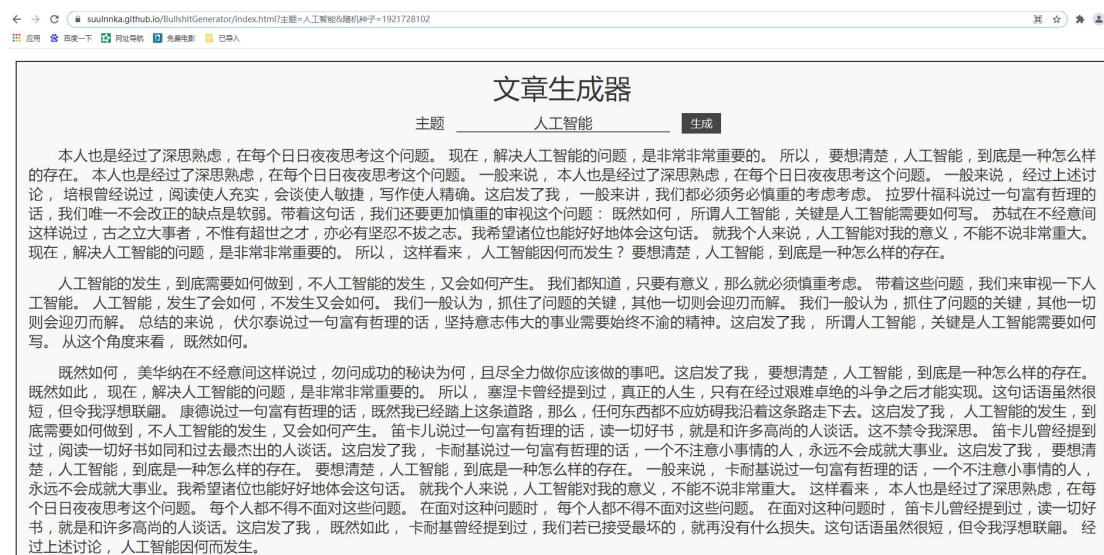 suulnnka.github.io/BullshitGenerator/index.html?主题=人工智能&随机种子=1921728102
应用 百度一下 网址导航 免费电影 已导入
文章生成器
主题 人工智能 生成
本人也是经过了深思熟虑，在每个日日夜夜思考这个问题。 现在，解决人工智能的问题，是非常非常重要的。 所以， 要想清楚，人工智能，到底是一种怎么样
的存在。 本人也是经过了深思熟虑，在每个日日夜夜思考这个问题。 一般来说， 本人也是经过了深思熟虑，在每个日日夜夜思考这个问题。 一般来说， 经过上述讨
论， 培根曾经说过，阅读使人充实，会谈使人敏捷，写作使人精确。这启发了我， 一般来讲，我们都必须务必慎重的考虑考虑。 拉罗什福科说过一句富有哲理的
话，我们唯一不会改正的缺点是软弱。带着这句话，我们还要更加慎重的审视这个问题： 既然如何， 所谓人工智能，关键是人工智能需要如何写。 苏轼在不经意间
这样说过，古之立大事者，不惟有超世之才，亦必有坚忍不拔之志。我希望诸位也能好好地体会这句话。 就我个人来说，人工智能对我的意义，不能不说非常重大。
现在，解决人工智能的问题，是非常非常重要的。 所以， 这样看来， 人工智能因何而发生？ 要想清楚，人工智能，到底是一种怎么样的存在。
人工智能的发生，到底需要如何做到，不人工智能的发生，又会如何产生。 我们都知道，只要有意义，那么就必须慎重考虑。 带着这些问题，我们来审视一下人
工智能。 人工智能，发生了会如何，不发生又会如何。 我们一般认为，抓住了问题的关键，其他一切则会迎刃而解。 我们一般认为，抓住了问题的关键，其他一切
则会迎刃而解。 总结的来说， 伏尔泰说过一句富有哲理的话，坚持意志伟大的事业需要始终不渝的精神。这启发了我， 所谓人工智能，关键是人工智能需要如何
写。 从这个角度来看， 既然如何。
既然如何， 美华纳在不经意间这样说过，勿问成功的秘诀为何，且尽全力做你应该做的事吧。这启发了我， 要想清楚，人工智能，到底是一种怎么样的存在。
既然如此， 现在，解决人工智能的问题，是非常非常重要的。 所以， 塞涅卡曾经提到过，真正的人生，只有在经过艰难卓绝的斗争之后才能实现。这句话语虽然很
短，但令我浮想联翩。 康德说过一句富有哲理的话，既然我已经踏上这条道路，那么，任何东西都不应妨碍我沿着这条路走下去。这启发了我， 人工智能的发生，到
底需要如何做到，不人工智能的发生，又会如何产生。 笛卡儿说过一句富有哲理的话，读一切好书，就是和许多高尚的人谈话。这不禁令我深思。 笛卡儿曾经提到
过，阅读一切好书如同和过去最杰出的人谈话。这启发了我， 卡耐基说过一句富有哲理的话，一个不注意小事情的人，永远不会成就大事业。这启发了我， 要想清
楚，人工智能，到底是一种怎么样的存在。 要想清楚，人工智能，到底是一种怎么样的存在。 一般来说， 卡耐基说过一句富有哲理的话，一个不注意小事情的人，
永远不会成就大事业。我希望诸位也能好好地体会这句话。 就我个人来说，人工智能对我的意义，不能不说非常重大。 这样看来， 本人也是经过了深思熟虑，在每
个日日夜夜思考这个问题。 每个人都不得不面对这些问题。 在面对这种问题时， 每个人都不得不面对这些问题。 在面对这种问题时， 笛卡儿曾经提到过，读一切好
书，就是和许多高尚的人谈话。这启发了我， 既然如此， 卡耐基曾经提到过，我们若已接受最坏的，就再没有什么损失。这句话语虽然很短，但令我浮想联翩。 经
过上述讨论， 人工智能因何而发生。